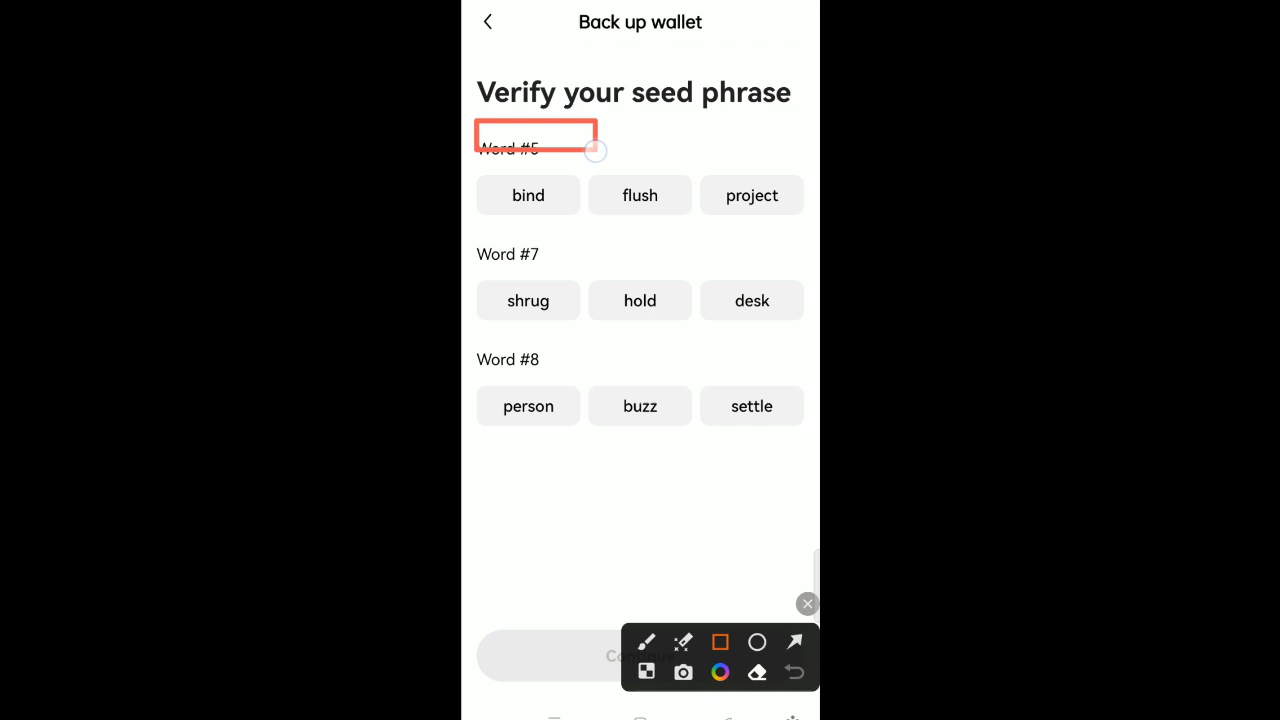 Back up wallet
Verify your seed phrase
Word #5
bind flush project
Word #7
shrug hold desk
Word #8
person buzz settle